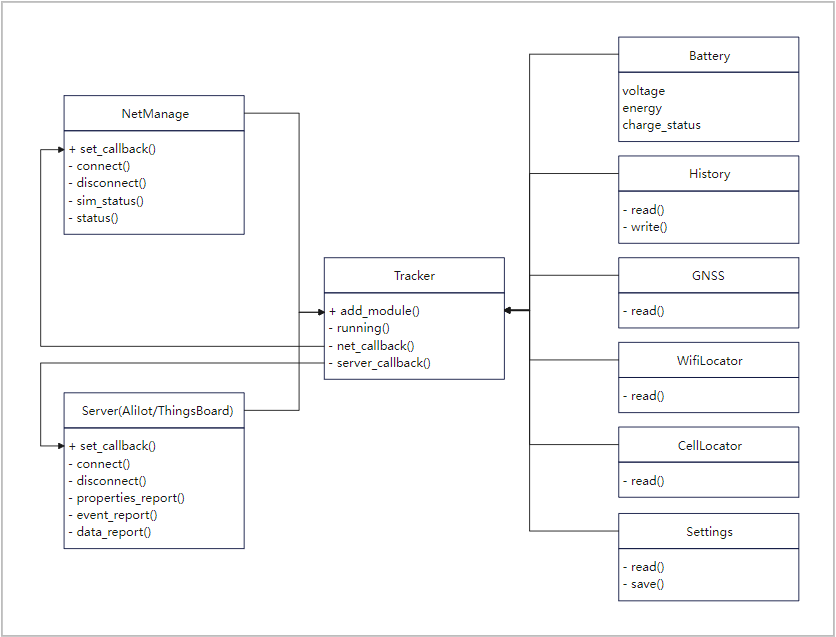 NetManage
+ set_callback()
- connect()
- disconnect()
- sim_status()
- status()
Server(AliIot/ThingsBoard)
+ set_callback()
- connect()
- disconnect()
- properties_report()
- event_report()
- data_report()
Tracker
+ add_module()
- running()
- net_callback()
- server_callback()
Battery
voltage
energy
charge_status
History
- read()
- write()
GNSS
- read()
WifiLocator
- read()
CellLocator
- read()
Settings
- read()
- save()